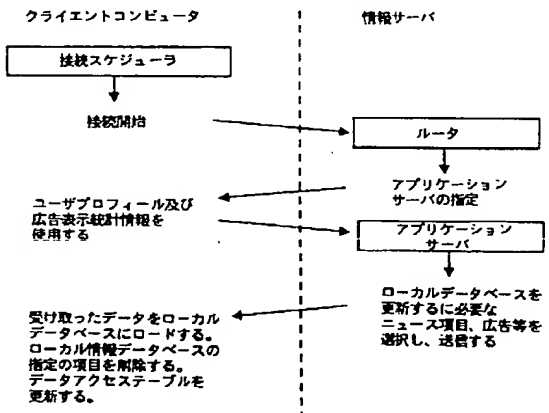 クライエントコンピュータ
情報サーバ
接続スケジューラ
接続開始
ルータ
アプリケーション
サーバの指定
ユーザプロフィール及び
広告表示統計情報を
使用する
アプリケーション
サーバ
ローカルデータベースを
更新するに必要な
ニュース項目、広告等を
選択し、送信する
受け取ったデータをローカル
データベースにロードする。
ローカル情報データベースの
指定の項目を解除する。
データアクセステーブルを
更新する。